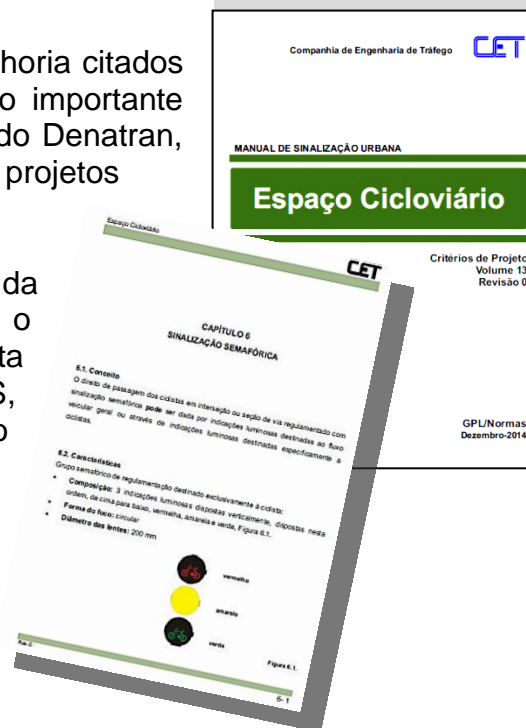 horia citados
o importante
do Denatran,
projetos
da
o
ta
S,
o
Companhia de Engenharia de Tráfego
CET
MANUAL DE SINALIZAÇÃO URBANA
Espaço Cicloviário
Critérios de Projeto
Volume 13
Revisão 0
GPL/Normas
Dezembro-2014
Espaço Cicloviário
CET
CAPÍTULO 6
SINALIZAÇÃO SEMAFÓRICA
6.1. Conceito
O direito de passagem dos ciclistas em interseção ou seção de via regulamentado com
sinalização semafórica pode ser dada por indicações luminosas destinadas ao fluxo
veicular geral ou através de indicações luminosas destinadas especificamente a
ciclistas.
6.2. Características
Grupo semafórico de regulamentação destinado exclusivamente à ciclista:
• Composição: 3 indicações luminosas dispostas verticalmente, dispostas nesta
ordem, de cima para baixo, vermelha, amarela e verde, Figura 6.1.
• Forma do foco: circular
• Diâmetro das lentes: 200 mm
vermelho
amarelo
verde
Figura 6.1.
Rev.0
6- 1